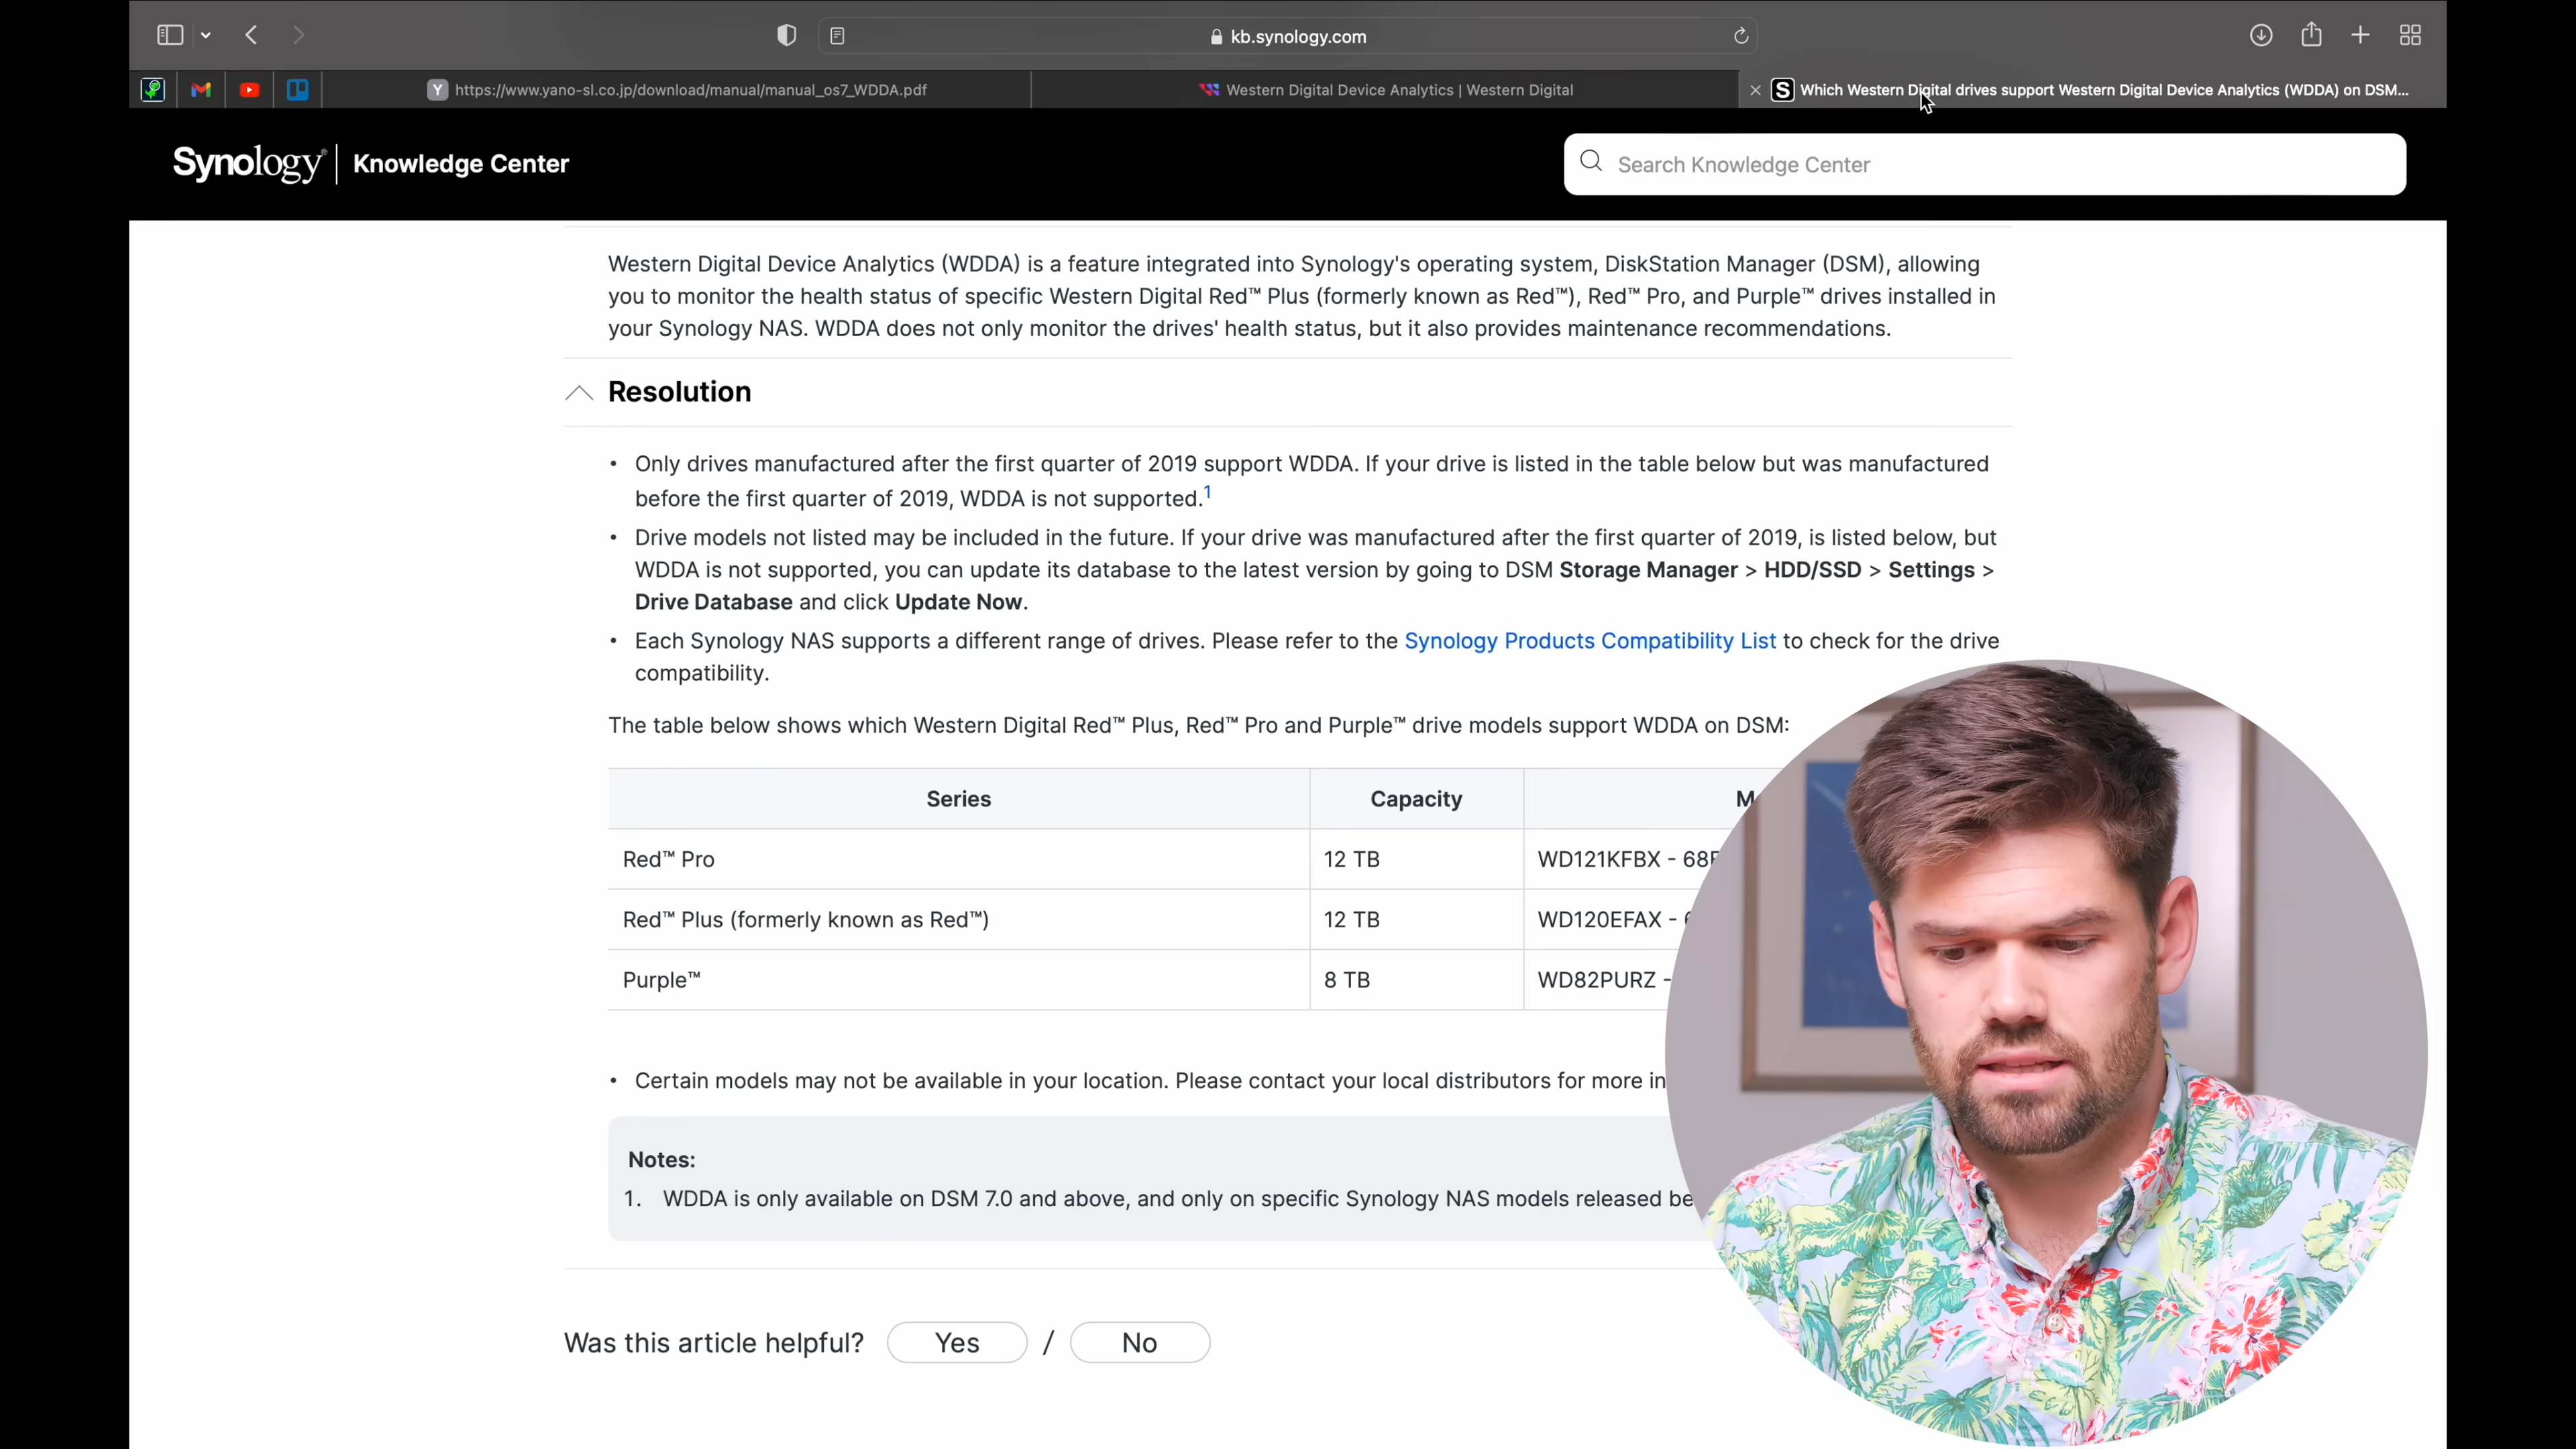 kb.synology.com
Y https://www.yano-sl.co.jp/download/manual/manual_os7_WDDA.pdf
Western Digital Device Analytics | Western Digital
S Which Western Digital drives support Western Digital Device Analytics (WDDA) on DSM...
Synology® Knowledge Center
Search Knowledge Center
Western Digital Device Analytics (WDDA) is a feature integrated into Synology's operating system, DiskStation Manager (DSM), allowing
you to monitor the health status of specific Western Digital Red™ Plus (formerly known as Red™), Red™ Pro, and Purple™ drives installed in
your Synology NAS. WDDA does not only monitor the drives' health status, but it also provides maintenance recommendations.
Resolution
• Only drives manufactured after the first quarter of 2019 support WDDA. If your drive is listed in the table below but was manufactured
before the first quarter of 2019, WDDA is not supported.1
• Drive models not listed may be included in the future. If your drive was manufactured after the first quarter of 2019, is listed below, but
WDDA is not supported, you can update its database to the latest version by going to DSM Storage Manager > HDD/SSD > Settings >
Drive Database and click Update Now.
• Each Synology NAS supports a different range of drives. Please refer to the Synology Products Compatibility List to check for the drive
compatibility.
The table below shows which Western Digital Red™ Plus, Red™ Pro and Purple™ drive models support WDDA on DSM:
Series Capacity
Red™ Pro 12 TB WD121KFBX -
Red™ Plus (formerly known as Red™) 12 TB WD120EFAX -
Purple™ 8 TB WD82PURZ -
• Certain models may not be available in your location. Please contact your local distributors for more
Notes:
1. WDDA is only available on DSM 7.0 and above, and only on specific Synology NAS models released
Was this article helpful? Yes / No